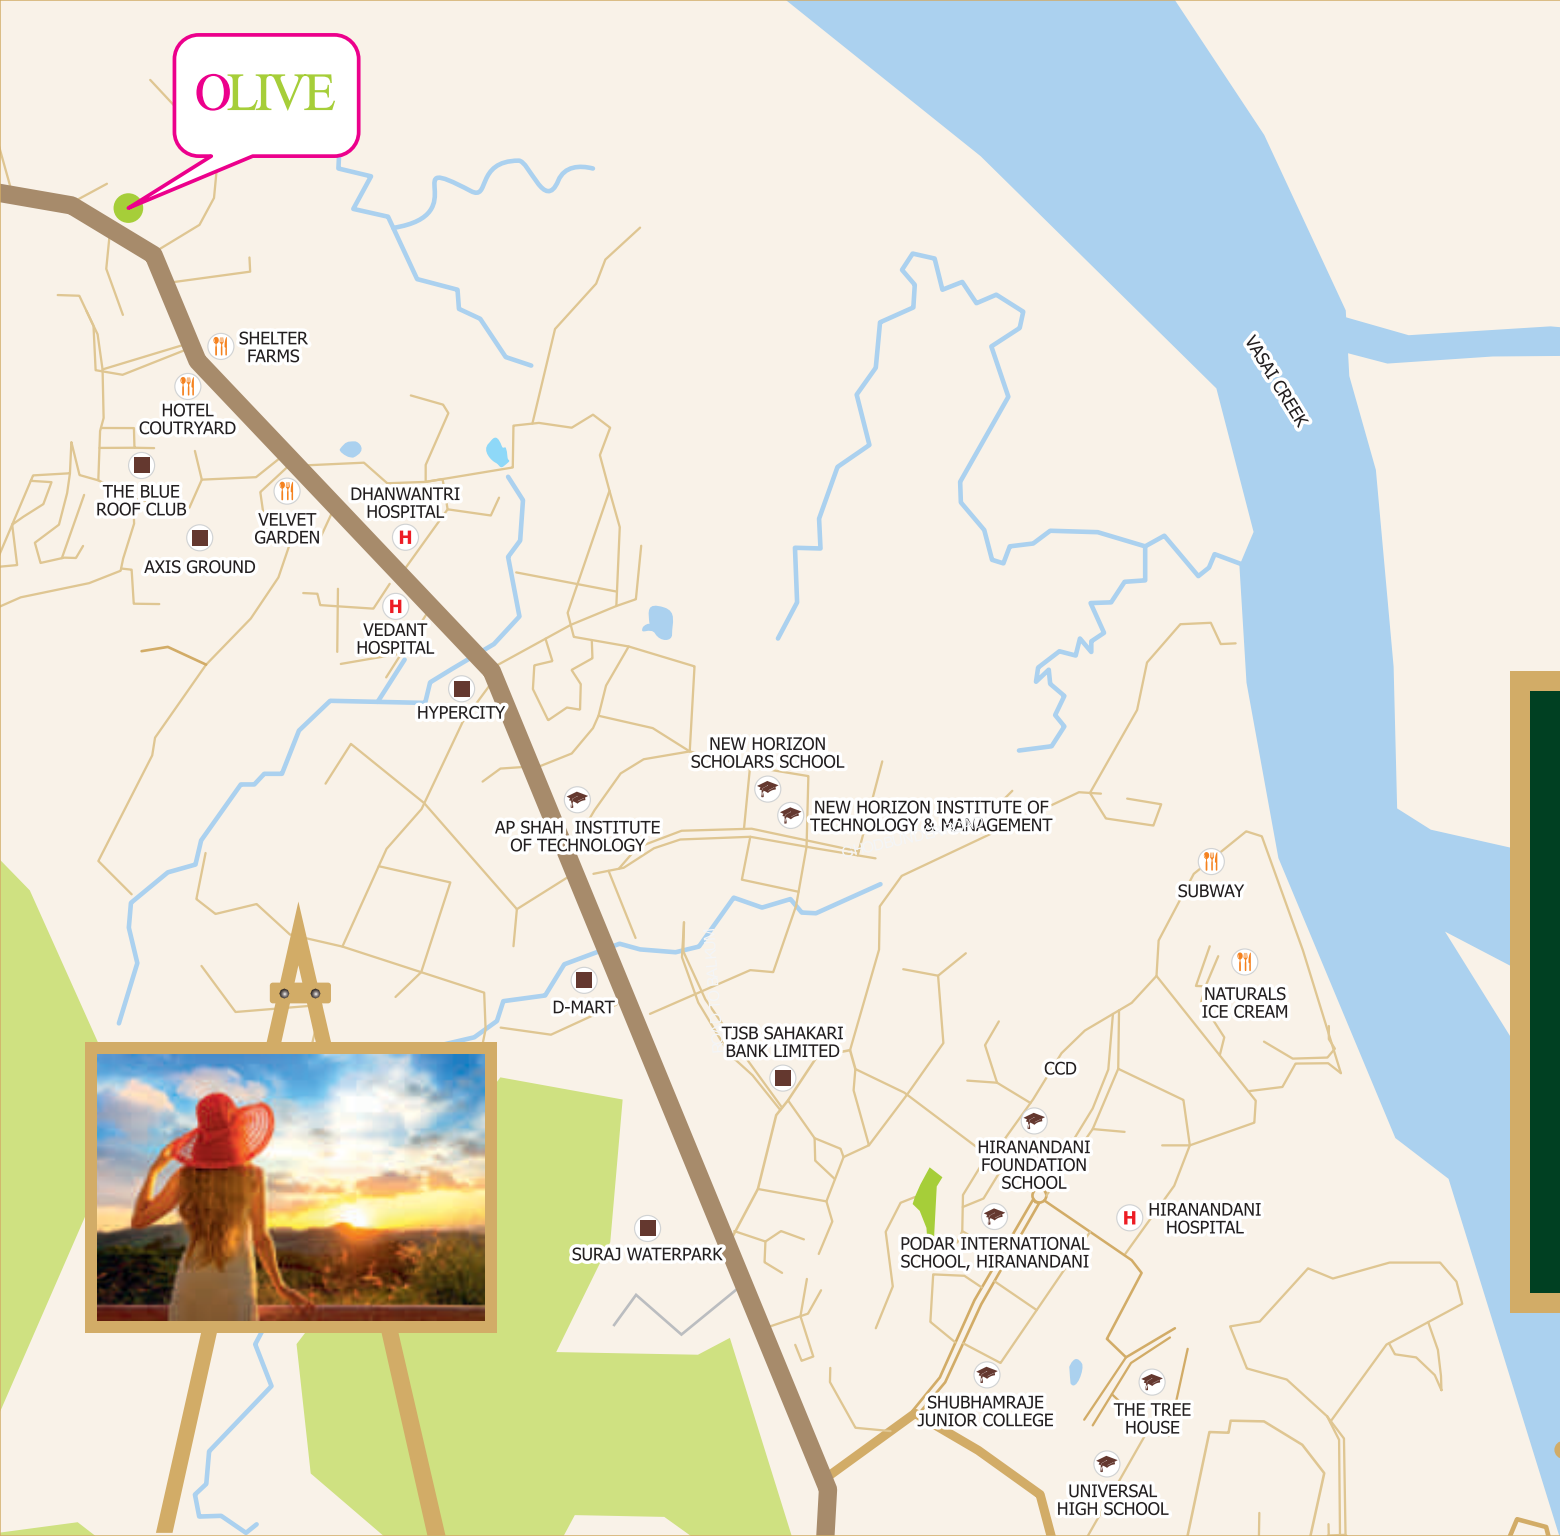 OLIVE
SHELTER
FARMS
HOTEL
COUTRYARD
THE BLUE
ROOF CLUB
VELVET
GARDEN
DHANWANTRI
HOSPITAL
AXIS GROUND
VEDANT
HOSPITAL
HYPERCITY
VASAI CREEK
NEW HORIZON
SCHOLARS SCHOOL
NEW HORIZON INSTITUTE OF
TECHNOLOGY & MANAGEMENT
AP SHAH INSTITUTE
OF TECHNOLOGY
SUBWAY
NATURALS
ICE CREAM
D-MART
TJSB SAHAKARI
BANK LIMITED
CCD
HIRANANDANI
FOUNDATION
SCHOOL
HIRANANDANI
HOSPITAL
PODAR INTERNATIONAL
SCHOOL, HIRANANDANI
SURAJ WATERPARK
SHUBHAMRAJE
JUNIOR COLLEGE
THE TREE
HOUSE
UNIVERSAL
HIGH SCHOOL
H
H
H